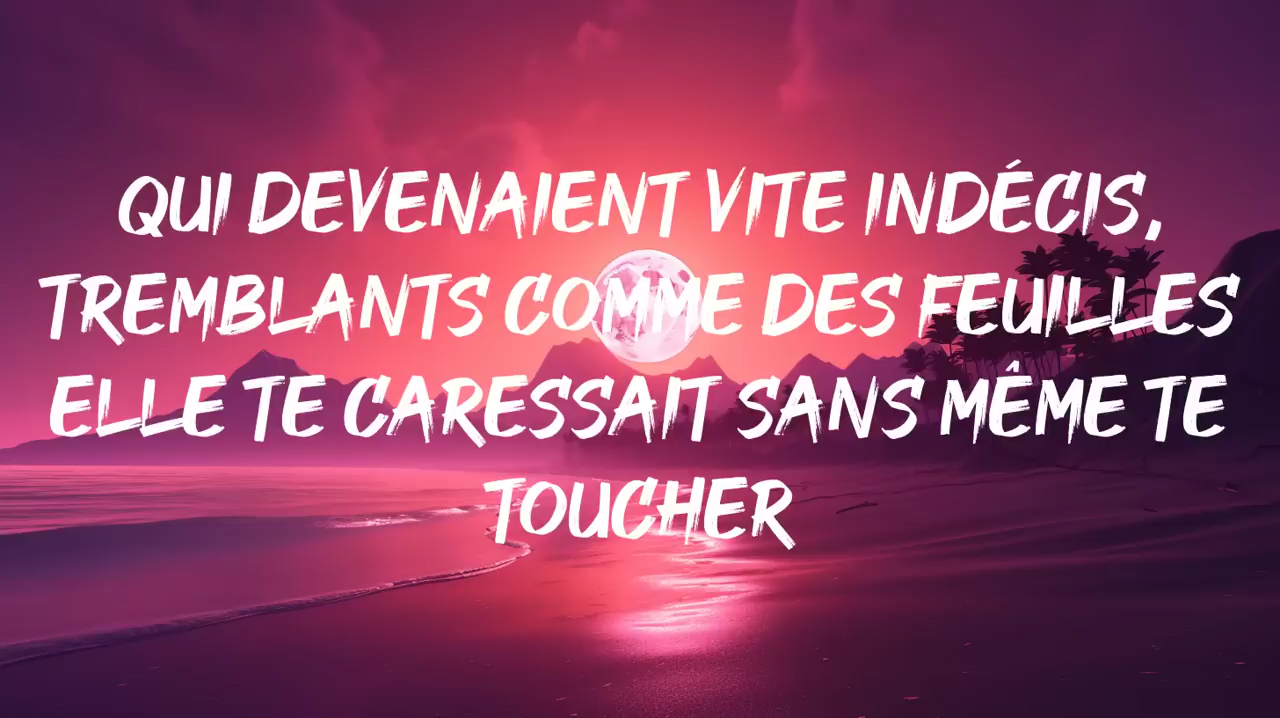 QUI DEVENAIENT VITE INDÉCIS,
TREMBLANTS COMME DES FEUILLES
ELLE TE CARESSAIT SANS MÊME TE
TOUCHER